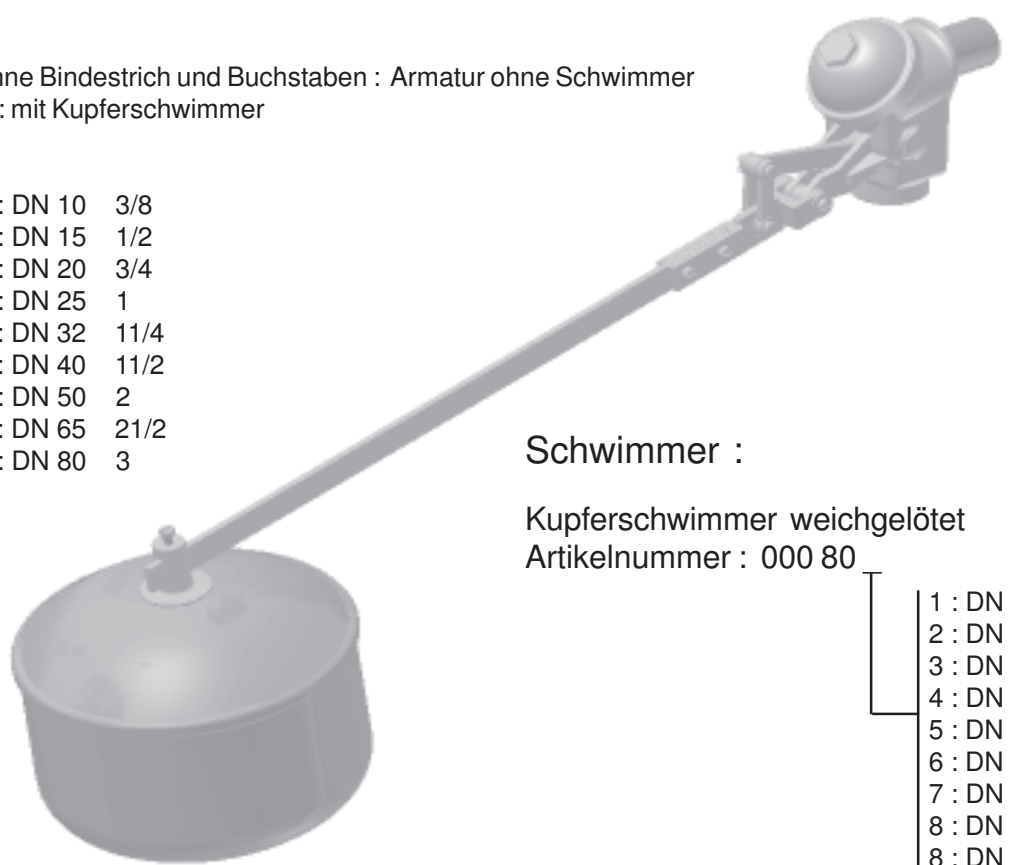 nne Bindestrich und Buchstaben : Armatur ohne Schwimmer
: mit Kupferschwimmer
: DN 10 3/8
: DN 15 1/2
: DN 20 3/4
: DN 25 1
: DN 32 11/4
: DN 40 11/2
: DN 50 2
: DN 65 21/2
: DN 80 3
Schwimmer :
Kupferschwimmer weichgelötet
Artikelnummer : 000 80 _
1 : DN
2 : DN
3 : DN
4 : DN
5 : DN
6 : DN
7 : DN
8 : DN
8 : DN